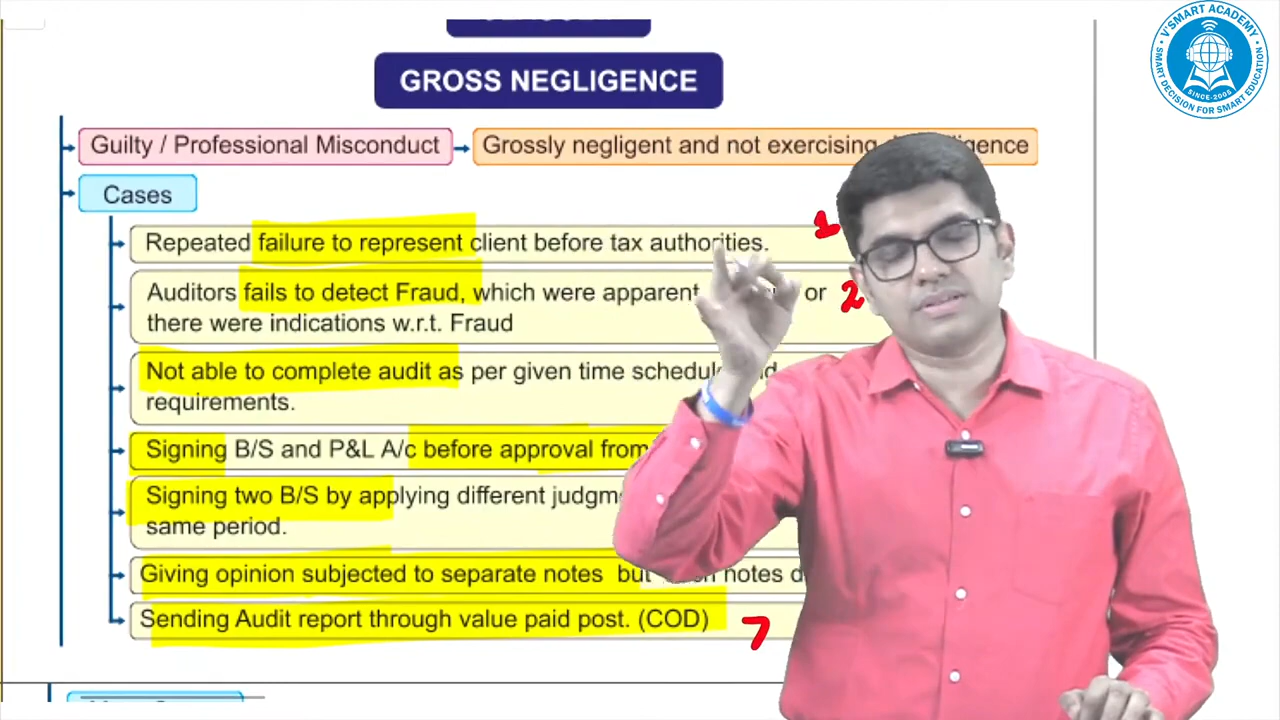 GROSS NEGLIGENCE
Guilty / Professional Misconduct
Grossly negligent and not exercising
Cases
Repeated failure to represent client before tax authorities.
1
Auditors fails to detect Fraud, which were apparent or
2
there were indications w.r.t. Fraud
Not able to complete audit as per given time
requirements.
Signing B/S and P&L A/c before approval from
Signing two B/S by applying different
same period.
Giving opinion subjected to separate notes but notes
Sending Audit report through value paid post. (COD)
7
V'SMART ACADEMY
SINCE-2005
SMART DECISION FOR SMART EDUCATION